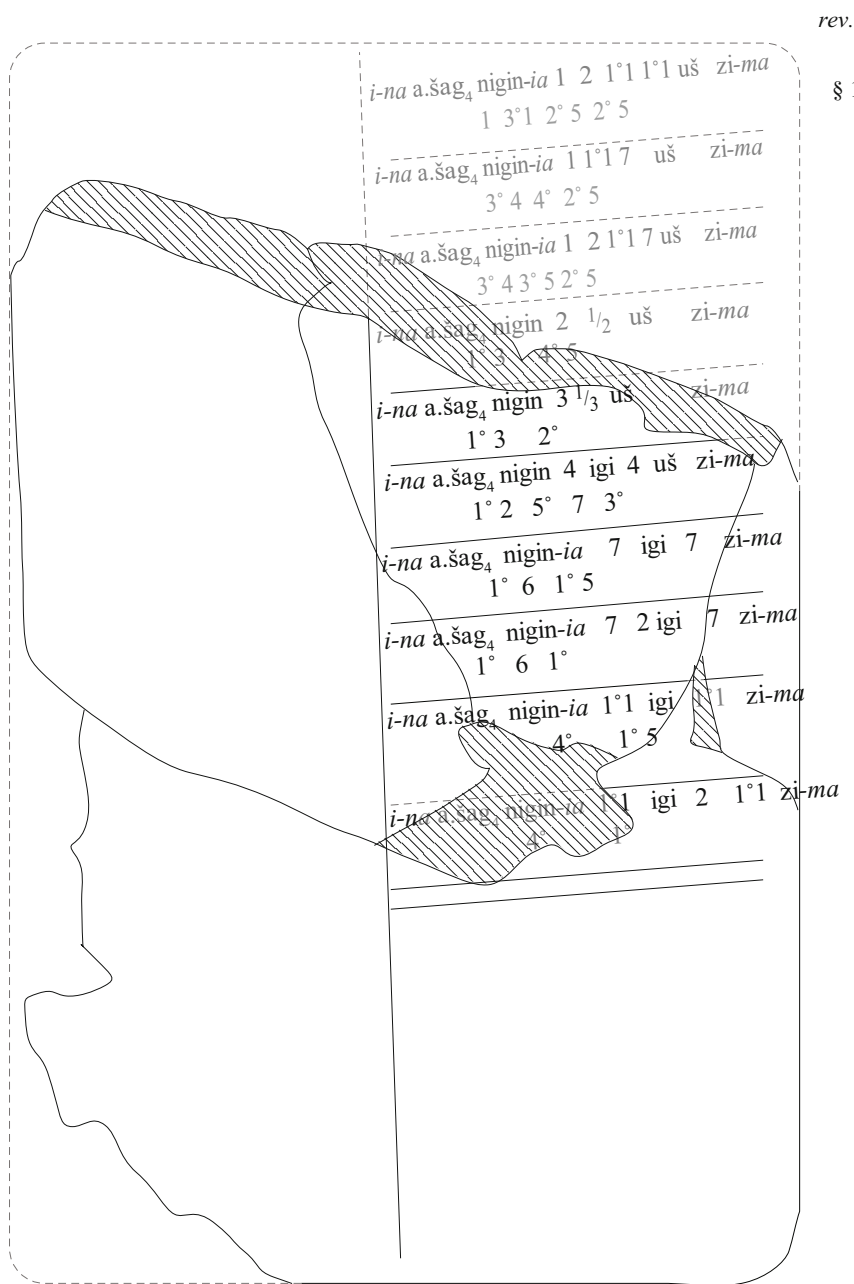 rev.
i-na a.šag₄ nigin-ia 1 2 1°1 1°1 uš zi-ma
§ 1
1 3°1 2° 5 2° 5
i-na a.šag₄ nigin-ia 1 1°1 7 uš zi-ma
3° 4 4° 2° 5
i-na a.šag₄ nigin-ia 1 2 1°1 7 uš zi-ma
3° 4 3° 5 2° 5
i-na a.šag₄ nigin 2 1/2 uš zi-ma
1° 3 4° 5
i-na a.šag₄ nigin 3 1/3 uš zi-ma
1° 3 2°
i-na a.šag₄ nigin 4 igi 4 uš zi-ma
1° 2 5° 7 3°
i-na a.šag₄ nigin-ia 7 igi 7 zi-ma
1° 6 1° 5
i-na a.šag₄ nigin-ia 7 2 igi 7 zi-ma
1° 6 1°
i-na a.šag₄ nigin-ia 1°1 igi 1°1 zi-ma
4° 1° 5
i-na a.šag₄ nigin-ia 1°1 igi 2 1°1 zi-ma
4° 1°